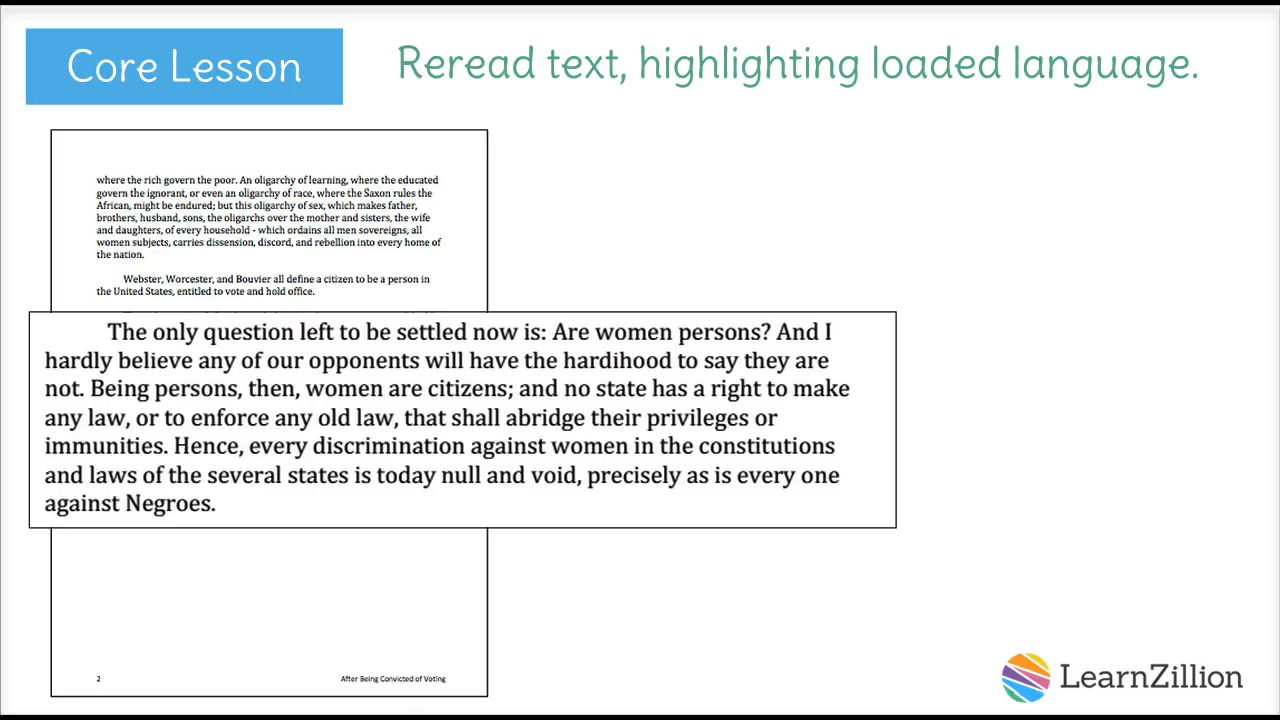 Core Lesson
Reread text, highlighting loaded language.
where the rich govern the poor. An oligarchy of learning, where the educated
govern the ignorant, or even an oligarchy of race, where the Saxon rules the
African, might be endured; but this oligarchy of sex, which makes father,
brothers, husband, sons, the oligarchs over the mother and sisters, the wife
and daughters, of every household - which ordains all men sovereigns, all
women subjects, carries dissension, discord, and rebellion into every home of
the nation.
Webster, Worcester, and Bouvier all define a citizen to be a person in
the United States, entitled to vote and hold office.
The only question left to be settled now is: Are women persons? And I
hardly believe any of our opponents will have the hardihood to say they are
not. Being persons, then, women are citizens; and no state has a right to make
any law, or to enforce any old law, that shall abridge their privileges or
immunities. Hence, every discrimination against women in the constitutions
and laws of the several states is today null and void, precisely as is every one
against Negroes.
2
After Being Convicted of Voting
LearnZillion